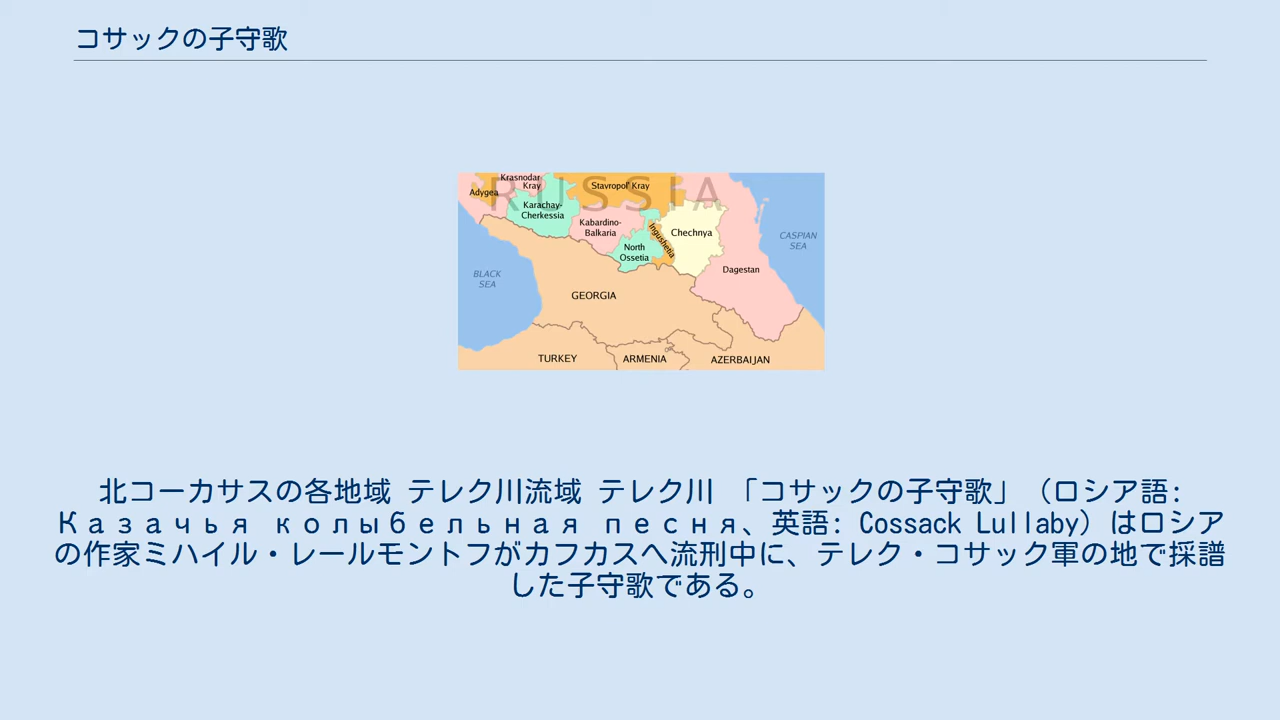 コサックの子守歌
RUSSIA
Krasnodar
Kray
Adygea
Stavropol' Kray
Karachay-
Cherkessia
Kabardino-
Balkaria
Ingushetia
Chechnya
North
Ossetia
CASPIAN
SEA
Dagestan
BLACK
SEA
GEORGIA
TURKEY
ARMENIA
AZERBAIJAN
北コーカサスの各地域 テレク川流域 テレク川 「コサックの子守歌」（ロシア語:
Казачья колыбельная песня、英語: Cossack Lullaby）はロシア
の作家ミハイル・レールモントフがカフカスへ流刑中に、テレク・コサック軍の地で採譜
した子守歌である。